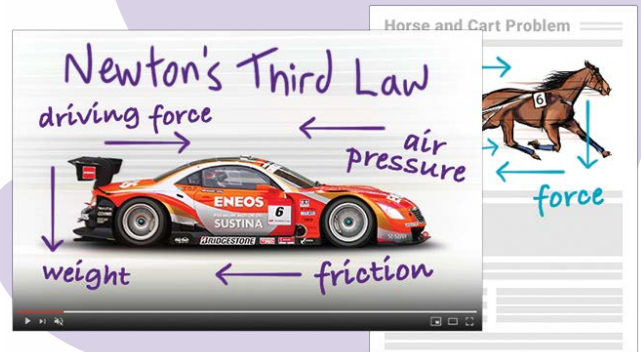 Horse and Cart Problem
Newton's Third Law
driving force
air
pressure
6
force
ENEOS
SUSTINA
6
BRIDGESTONE
weight
friction